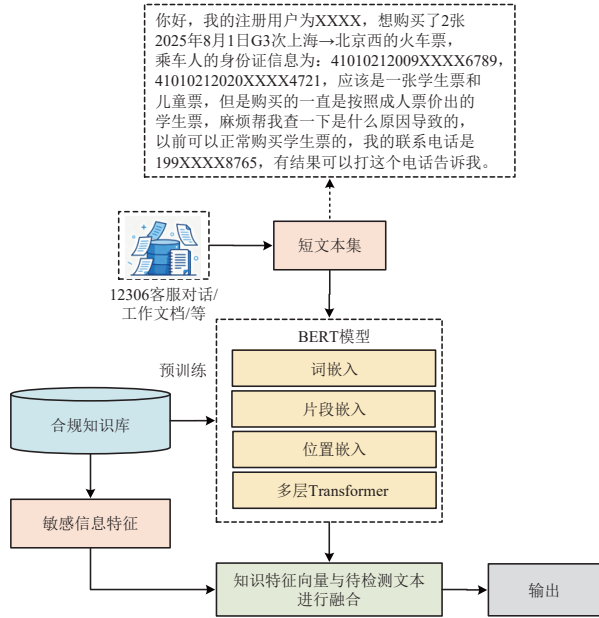 你好，我的注册用户为XXXX，想购买了2张
2025年8月1日G3次上海→北京西的火车票，
乘车人的身份证信息为：41010212009XXXX6789，
41010212020XXXX4721，应该是一张学生票和
儿童票，但是购买的一直是按照成人票价出的
学生票，麻烦帮我查一下是什么原因导致的，
以前可以正常购买学生票的，我的联系电话是
199XXXX8765，有结果可以打这个电话告诉我。
短文本集
12306客服对话/
工作文档/等
BERT模型
预训练
词嵌入
片段嵌入
合规知识库
位置嵌入
多层Transformer
敏感信息特征
知识特征向量与待检测文本
进行融合
输出